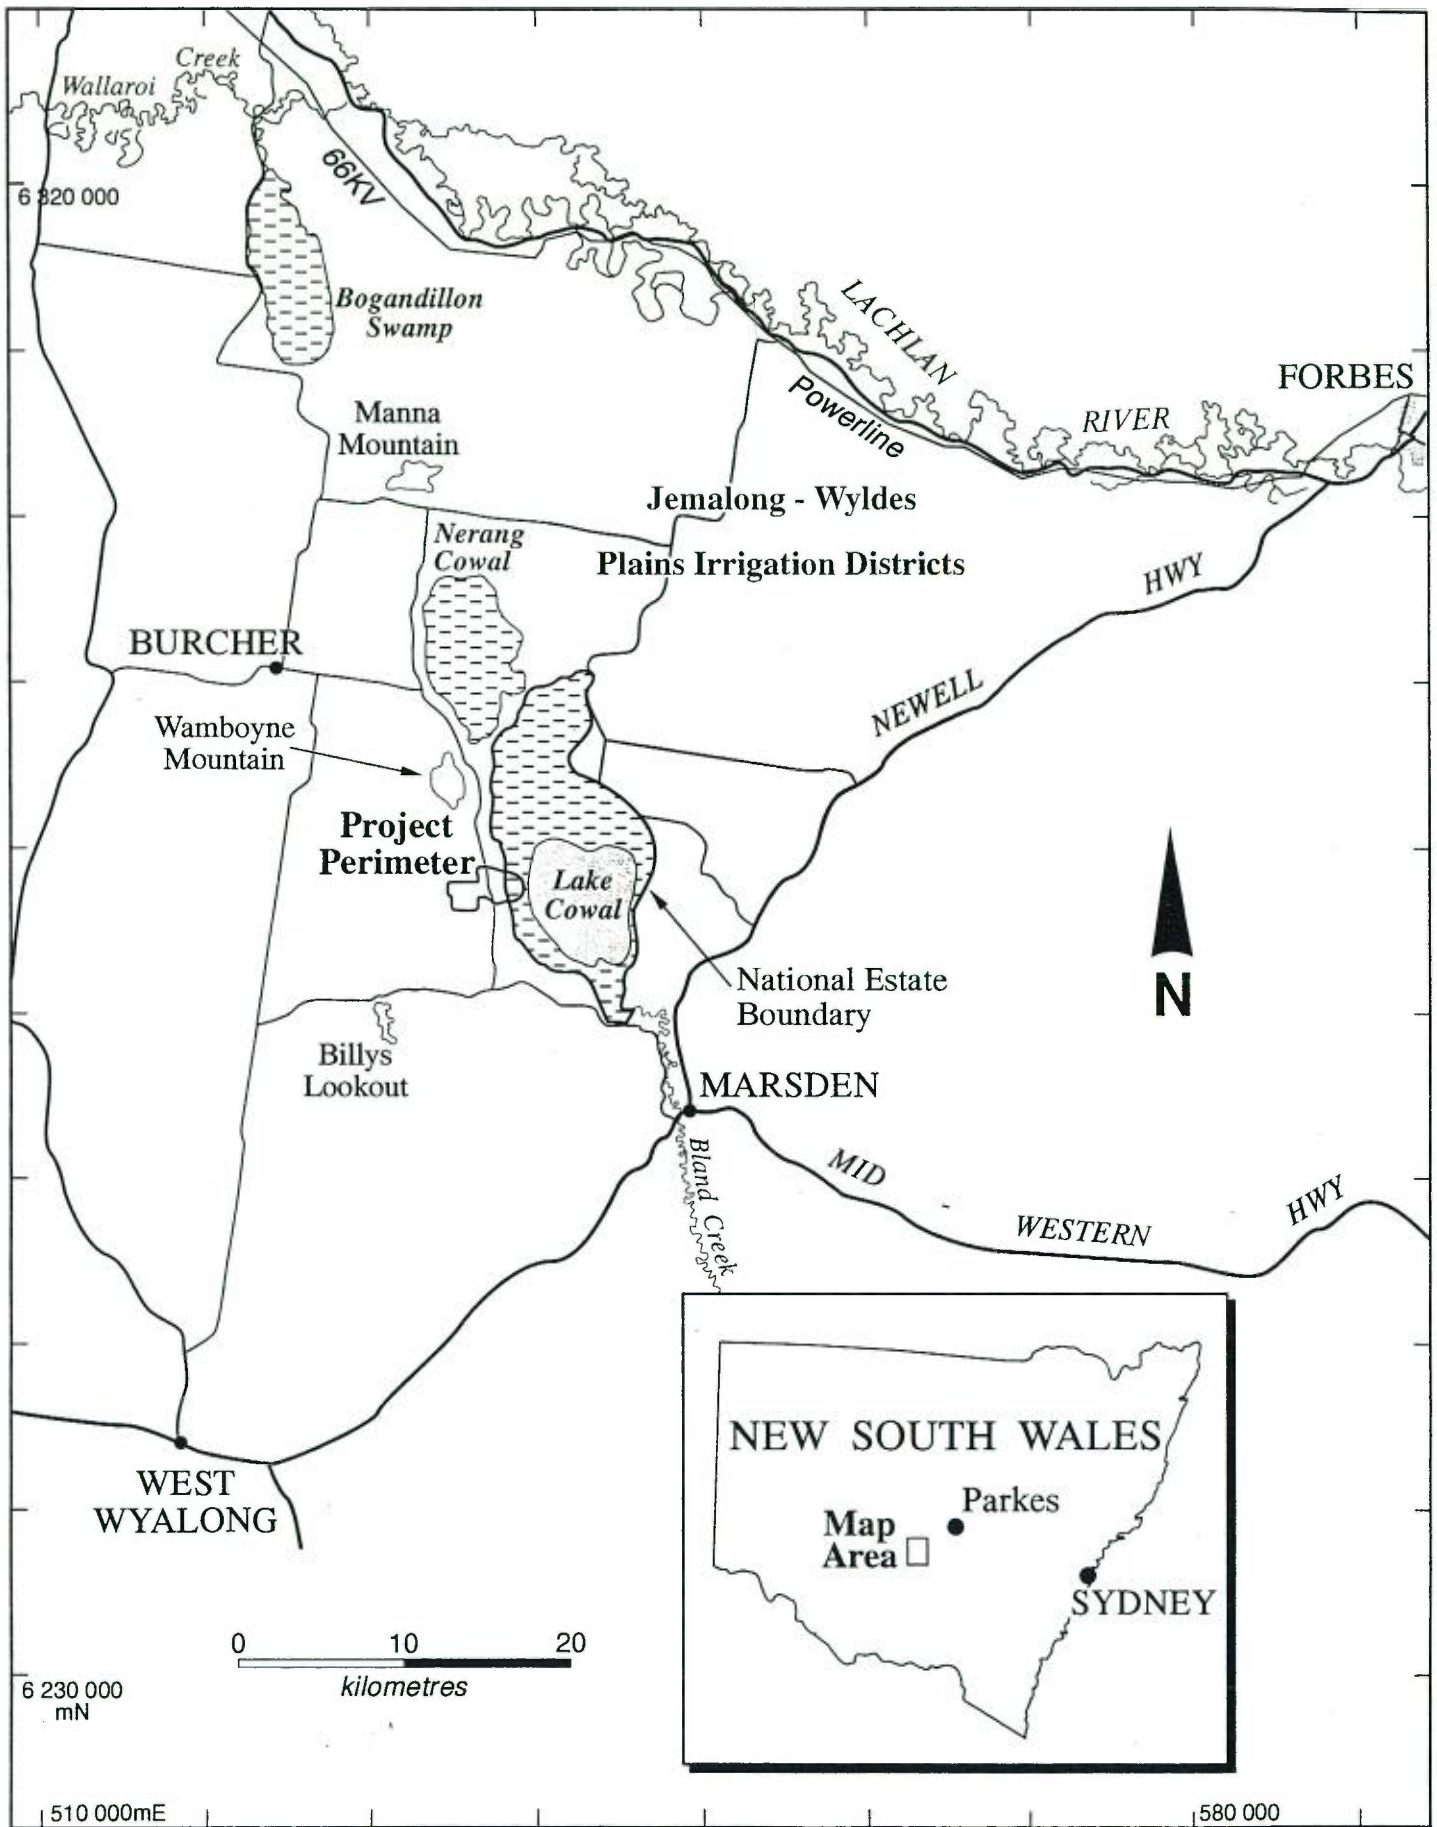 Creek
Wallaroi
66KV
6 320 000
Bogandillon
Swamp
LACHLAN
RIVER
FORBES
Powerline
Manna
Mountain
Jemalong - Wyldes
Plains Irrigation Districts
Nerang
Cowal
HWY
NEWELL
BURCHER
Wamboyne
Mountain
Project
Perimeter
Lake
Cowal
National Estate
Boundary
N
Billys
Lookout
MARSDEN
Bland Creek
MID
WESTERN
HWY
WEST
WYALONG
NEW SOUTH WALES
Parkes
Map
Area
SYDNEY
0 10 20
kilometres
6 230 000
mN
510 000mE
580 000